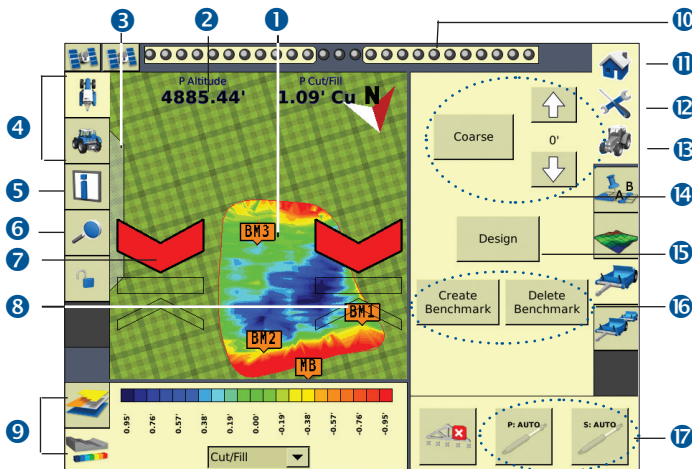 3
2
1
10
P Altitude
P Cut/Fill
4885.44'
1.09' Cu
N
11
4
Coarse
0'
12
13
5
A B
14
6
BM3
7
Design
15
8
BM1
Create
Benchmark
Delete
Benchmark
16
BM2
MB
9
0.95'
0.76'
0.57'
0.38'
0.19'
0.00'
-0.19'
-0.38'
-0.57'
-0.76'
-0.95'
P: AUTO
S: AUTO
17
Cut/Fill